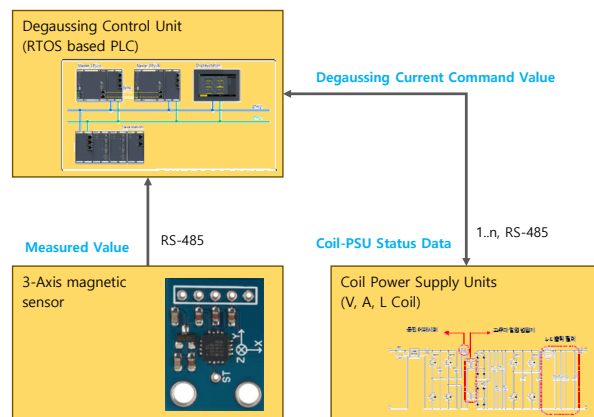 Degaussing Control Unit
(RTOS based PLC)
Degaussing Current Command Value
Measured Value
RS-485
Coil-PSU Status Data
1..n, RS-485
3-Axis magnetic
sensor
X
Y
Z
ST
Coil Power Supply Units
(V, A, L Coil)